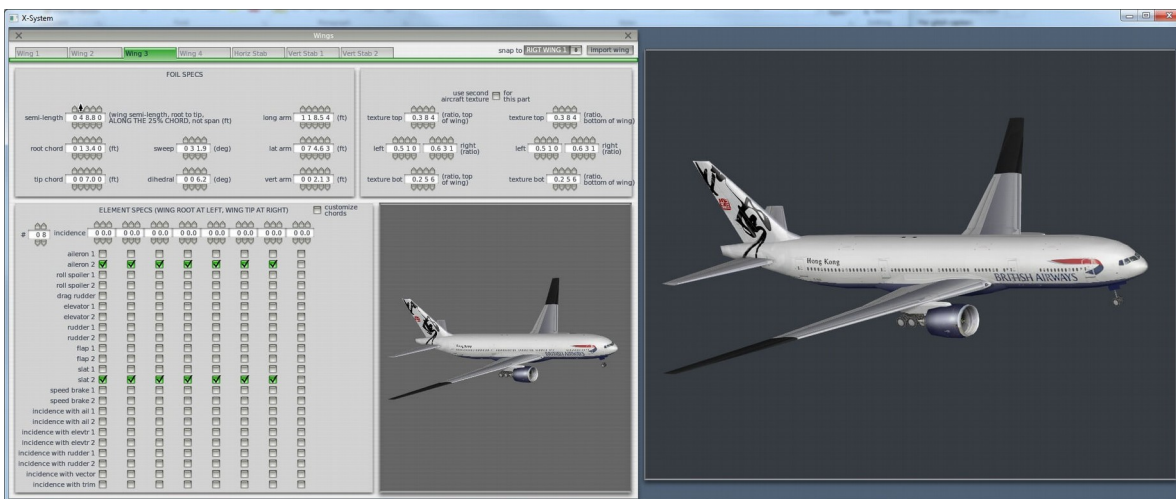 X-System
Wings
Wing 1 Wing 2 Wing 3 Wing 4 Horiz Stab Vert Stab 1 Vert Stab 2 snap to RIGT WING 1 import wing
FOIL SPECS
use second aircraft texture for this part
semi-length 0 4 8.8 0 (wing semi-length, root to tip, ALONG THE 25% CHORD, not span (ft) long arm 1 1 8.5 4 (ft)
texture top 0.3 8 4 (ratio, top of wing) texture top 0.3 8 4 (ratio, bottom of wing)
root chord 0 1 3.4 0 (ft) sweep 0 3 1.9 (deg) lat arm 0 7 4.6 3 (ft)
left 0.5 1 0 0.6 3 1 right (ratio) left 0.5 1 0 0.6 3 1 right (ratio)
tip chord 0 0 7.0 0 (ft) dihedral 0 0 6.2 (deg) vert arm 0 0 2.1 3 (ft)
texture bot 0.2 5 6 (ratio, top of wing) texture bot 0.2 5 6 (ratio, bottom of wing)
ELEMENT SPECS (WING ROOT AT LEFT, WING TIP AT RIGHT) customize chords
# 0 8 incidence 0 0.0 0 0.0 0 0.0 0 0.0 0 0.0 0 0.0 0 0.0 0 0.0
aileron 1
aileron 2
roll spoiler 1
roll spoiler 2
drag rudder
elevator 1
elevator 2
rudder 1
rudder 2
flap 1
flap 2
slat 1
slat 2
speed brake 1
speed brake 2
incidence with ail 1
incidence with ail 2
incidence with elevtr 1
incidence with elevtr 2
incidence with rudder 1
incidence with rudder 2
incidence with vector
incidence with trim
Hong Kong
BRITISH AIRWAYS